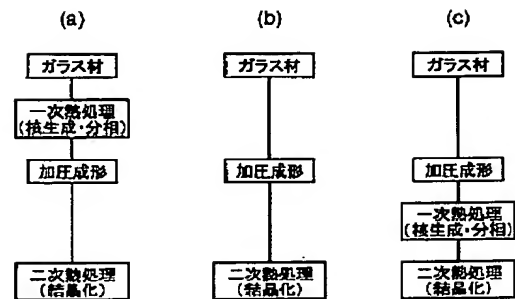 (a)
ガラス材
一次熱処理
(核生成・分相)
加圧成形
二次熱処理
(結晶化)
(b)
ガラス材
加圧成形
二次熱処理
(結晶化)
(c)
ガラス材
加圧成形
一次熱処理
(核生成・分相)
二次熱処理
(結晶化)